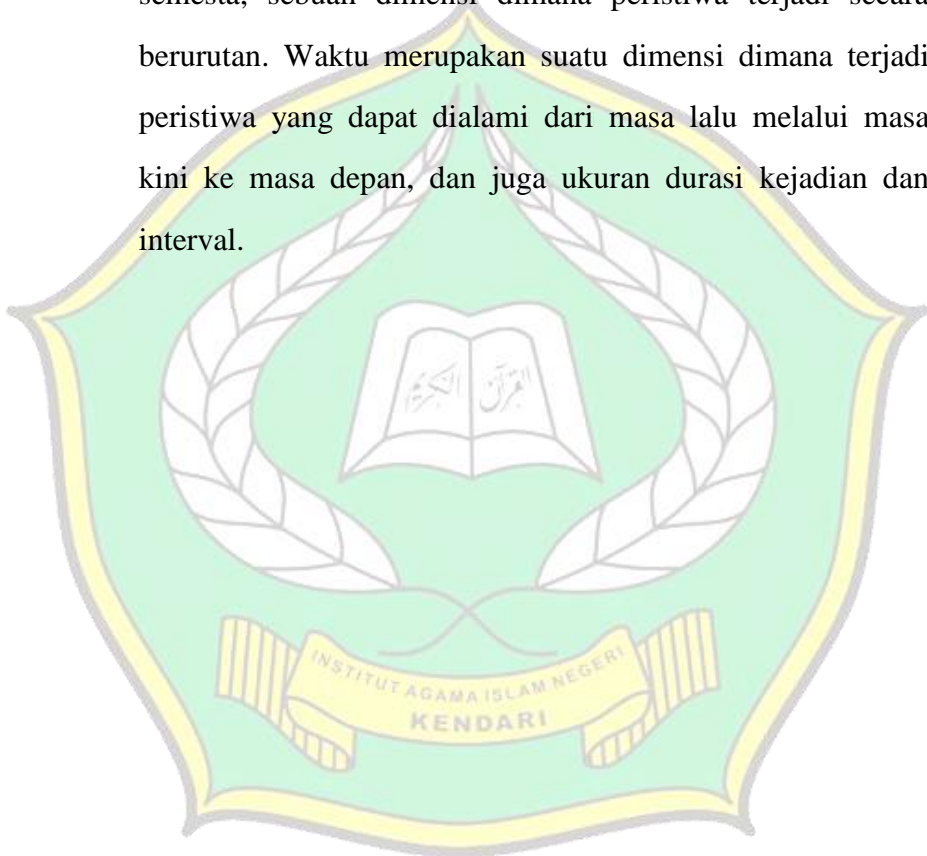 semesta, sebuah dimensi dimana peristiwa terjadi secara
berurutan. Waktu merupakan suatu dimensi dimana terjadi
peristiwa yang dapat dialami dari masa lalu melalui masa
kini ke masa depan, dan juga ukuran durasi kejadian dan
interval.
القرآن الكريم
INSTITUT AGAMA ISLAM NEGERI
KENDARI